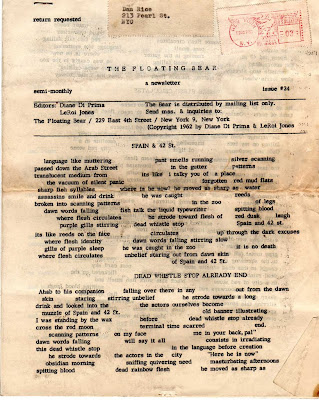 return requested
Dan Rice
213 Pearl St.
NYC
THE FLOATING BEAR
a newsletter
semi-monthly issue #34
Editors: Diane Di Prima The Bear is distributed by mailing list only.
LeRoi Jones Send mss. & inquiries to:
The Floating Bear / 229 East 4th Street / New York 9, New York
(Copyright 1962 by Diane Di Prima & LeRoi Jones
SPAIN & 42 St.
language like muttering putt smells running silver scanning
passed down the Arab Street in the gutter patterns
translucent erosion from its like i talky you of a place
the vacuum of silent panic forgotten red mud flats
sharp fish syllables where is he now? he moved as sharp as water
assassins smile and drink he was caught reeds
broken into scanning patterns in the zoo of legs
dawn words falling fish talk the liquid typewriter spitting blood
where flesh circulates he strode toward flesh of red dusk laugh
purple gills stirring dead whistle stop Spain and 42 St.
its like reeds on the face circulates up through the dark excuses
where flesh identity dawn words falling stirring slow
gills of purple sleep he was caught in the zoo it is no death
where flesh circulates unbelief staring out from dawn skin
of Spain and 42 St.
DEAD WHISTLE STOP ALREADY END
Ahab to his companion falling over there in any out from the dawn
skin staring stirring unbelief he strode towards a long
drink and looked into the actors ourselves become
muzzle of Spain and 42 St. old banner illustrating
I was standing by the wax before dead whistle stop already
cross the red moon terminal time scarred end.
scanning patterns on my face me in your back, pal"
dawn words falling will say it all consists in irradiating
this dead whistle stop in the language before creation
he strode towards the actors in the city "Here he is now"
obsidian morning sniffing quivering need masturbating afternoons
spitting blood dead rainbow flesh he moved as sharp as